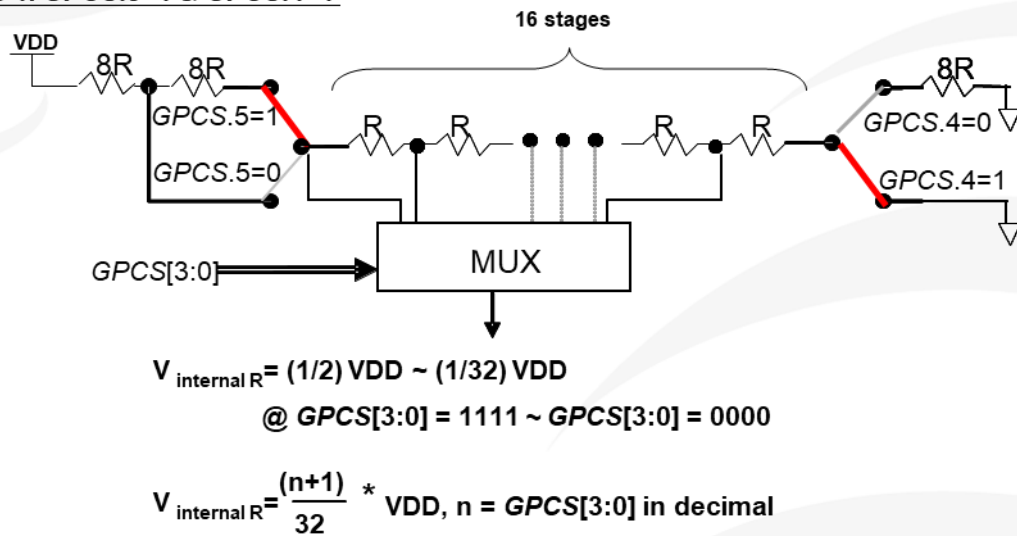 16 stages
VDD
8R 8R 8R
GPCS.5=1
R R R R
GPCS.4=0
GPCS.5=0
GPCS.4=1
MUX
GPCS[3:0]
V internal R= (1/2) VDD ~ (1/32) VDD
@ GPCS[3:0] = 1111 ~ GPCS[3:0] = 0000
V internal R= (n+1)/32 * VDD, n = GPCS[3:0] in decimal